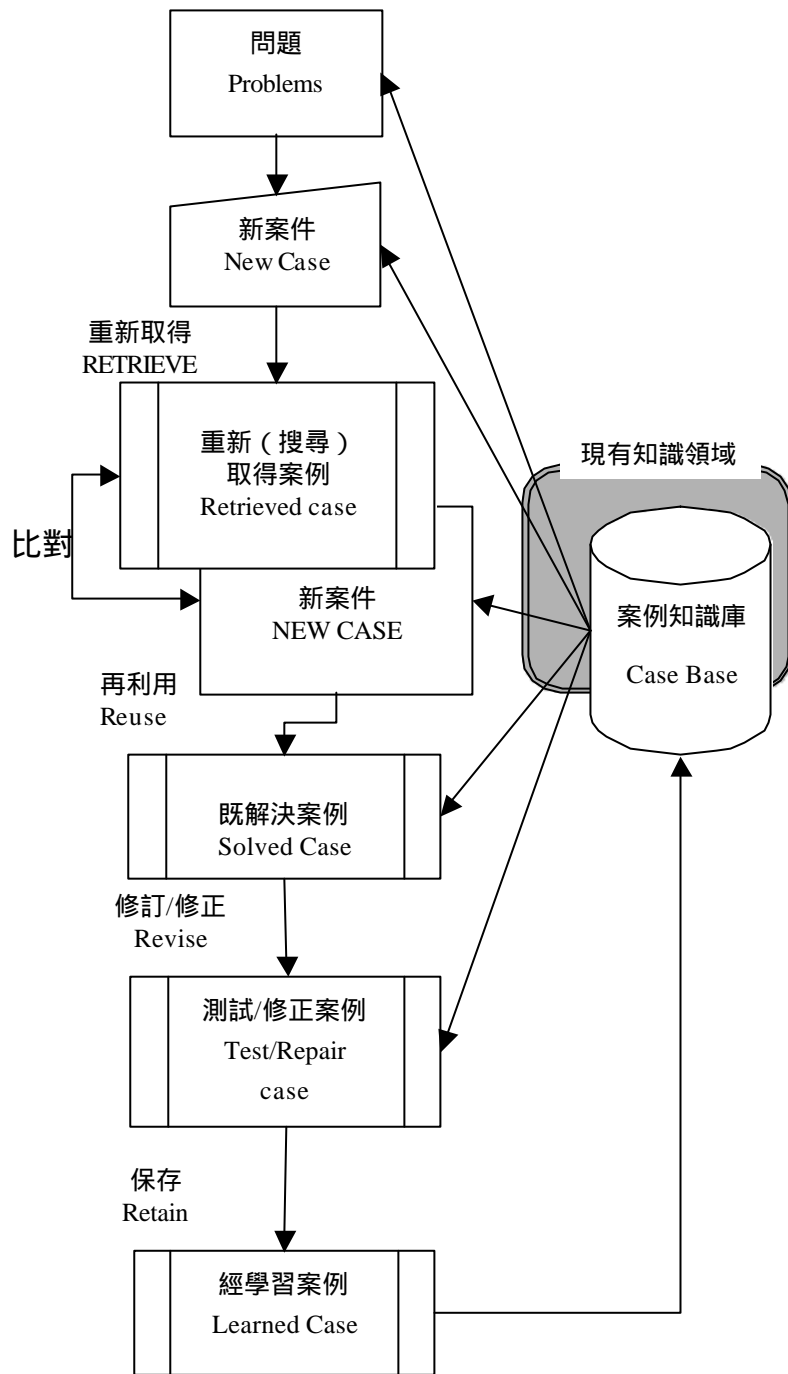 問題
Problems
新案件
New Case
重新取得
RETRIEVE
重新（搜尋）
取得案例
Retrieved case
比對
新案件
NEW CASE
現有知識領域
案例知識庫
Case Base
再利用
Reuse
既解決案例
Solved Case
修訂/修正
Revise
測試/修正案例
Test/Repair
case
保存
Retain
經學習案例
Learned Case